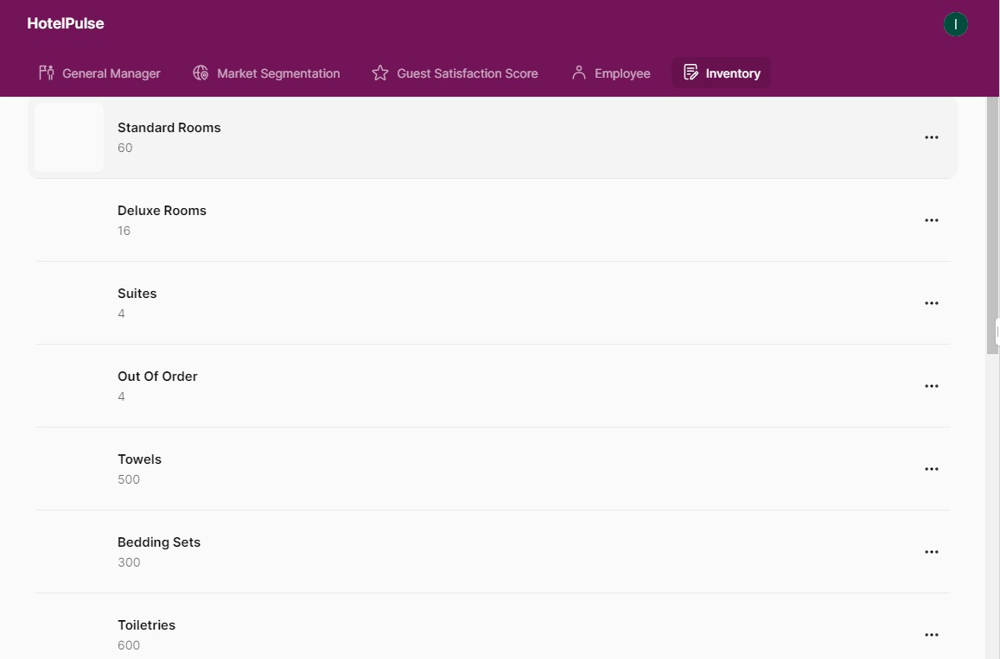 HotelPulse
I
General Manager
Market Segmentation
Guest Satisfaction Score
Employee
Inventory
Standard Rooms
60
Deluxe Rooms
16
Suites
4
Out Of Order
4
Towels
500
Bedding Sets
300
Toiletries
600